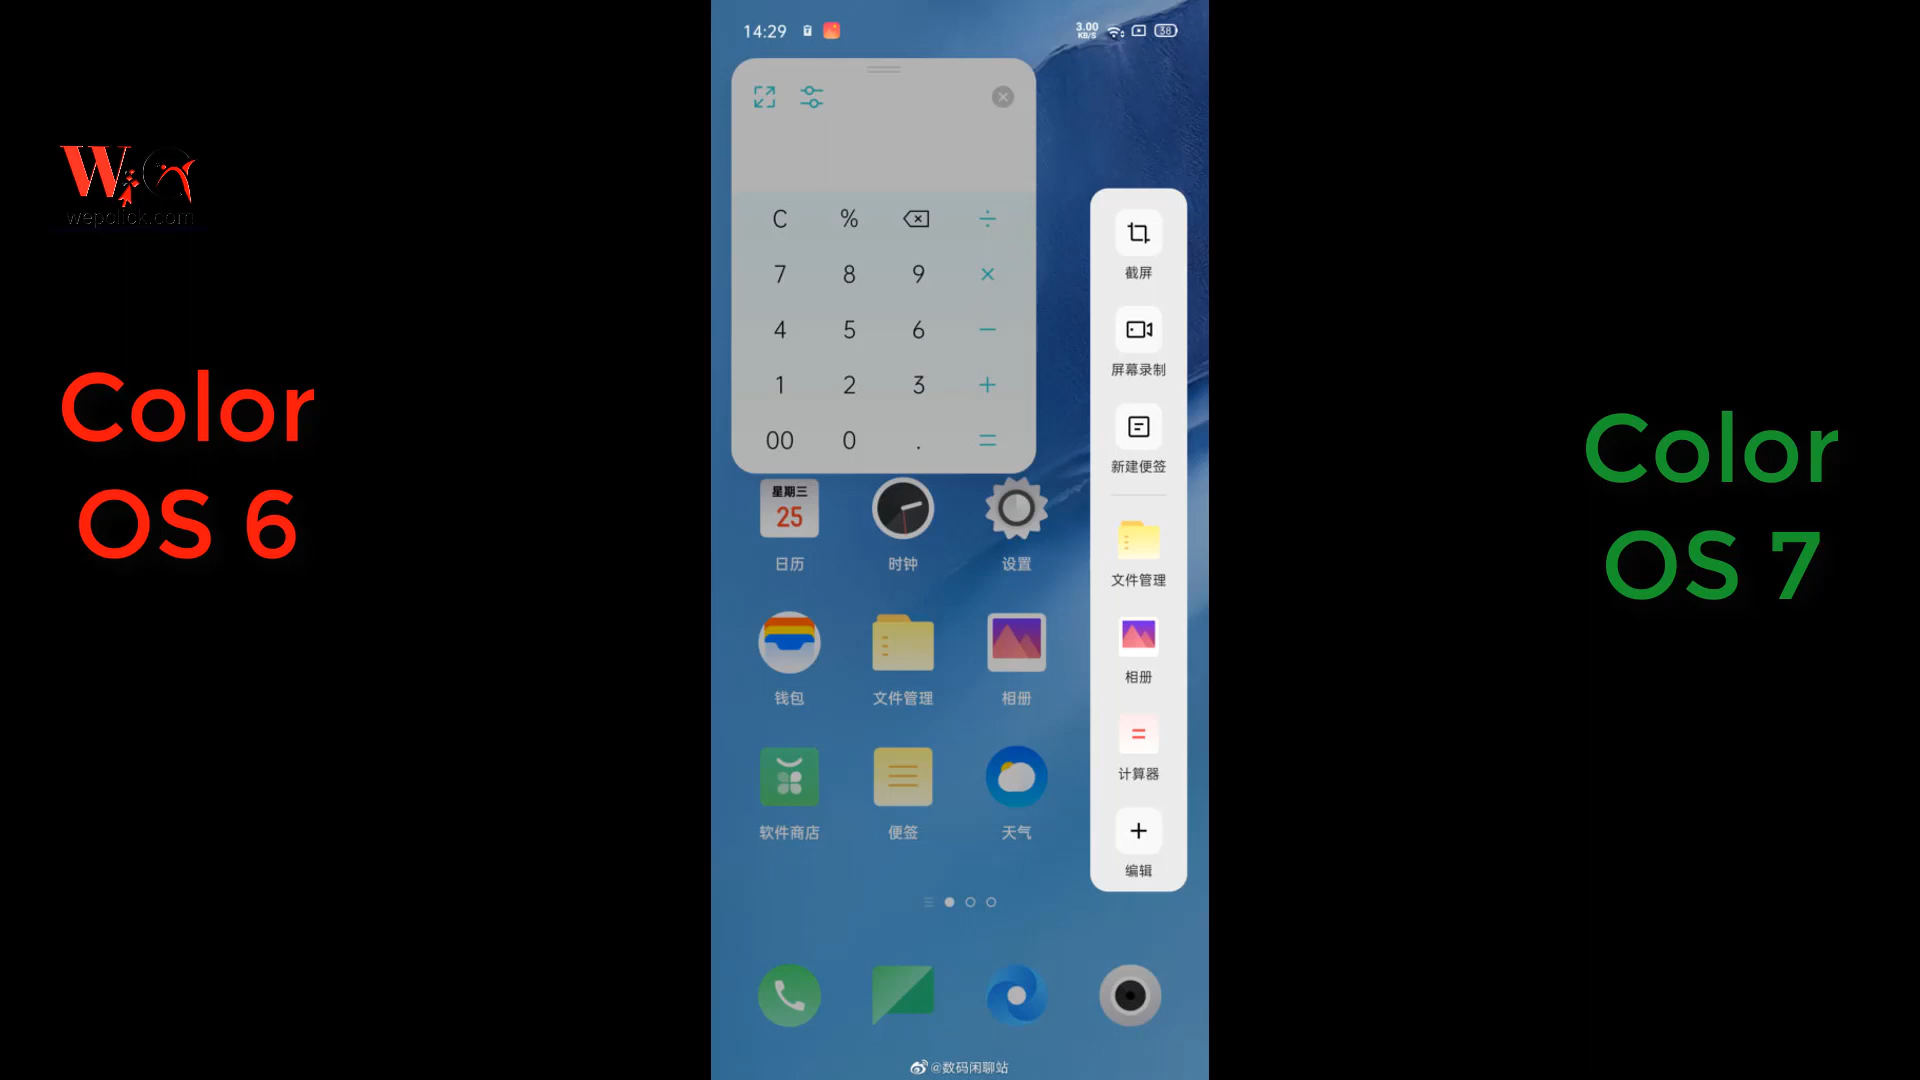 14:29
3.00
KB/S
38
wepclick.com
Color
OS 6
Color
OS 7
C % ÷
7 8 9 ×
4 5 6 −
1 2 3 +
00 0 . =
截屏
屏幕录制
新建便签
文件管理
相册
=
计算器
+
编辑
星期三
25
日历
时钟
设置
钱包
文件管理
相册
软件商店
便签
天气
@数码闲聊站